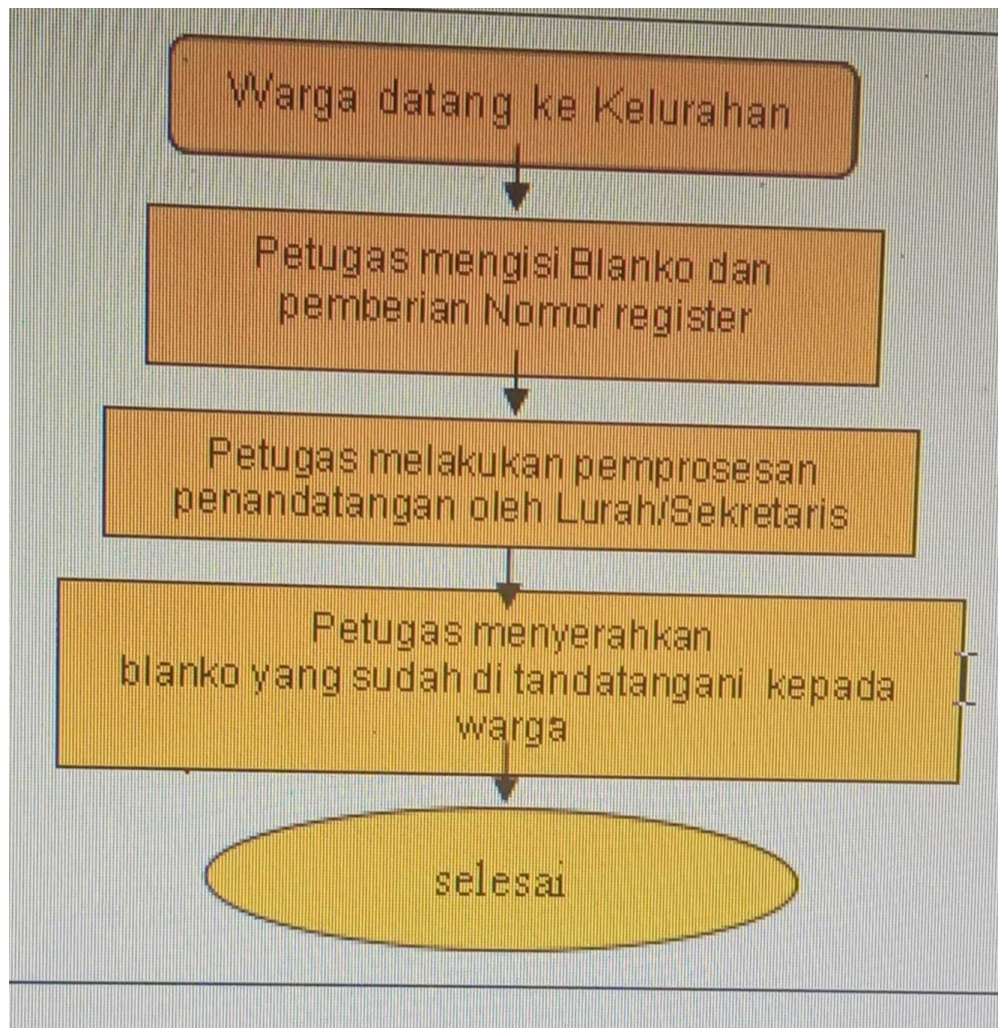 Warga datang ke Kelurahan
Petugas mengisi Blanko dan
pemberian Nomor register
Petugas melakukan pemprosesan
penandatangan oleh Lurah/Sekretaris
Petugas menyerahkan
blanko yang sudah di tandatangani kepada
warga
selesai